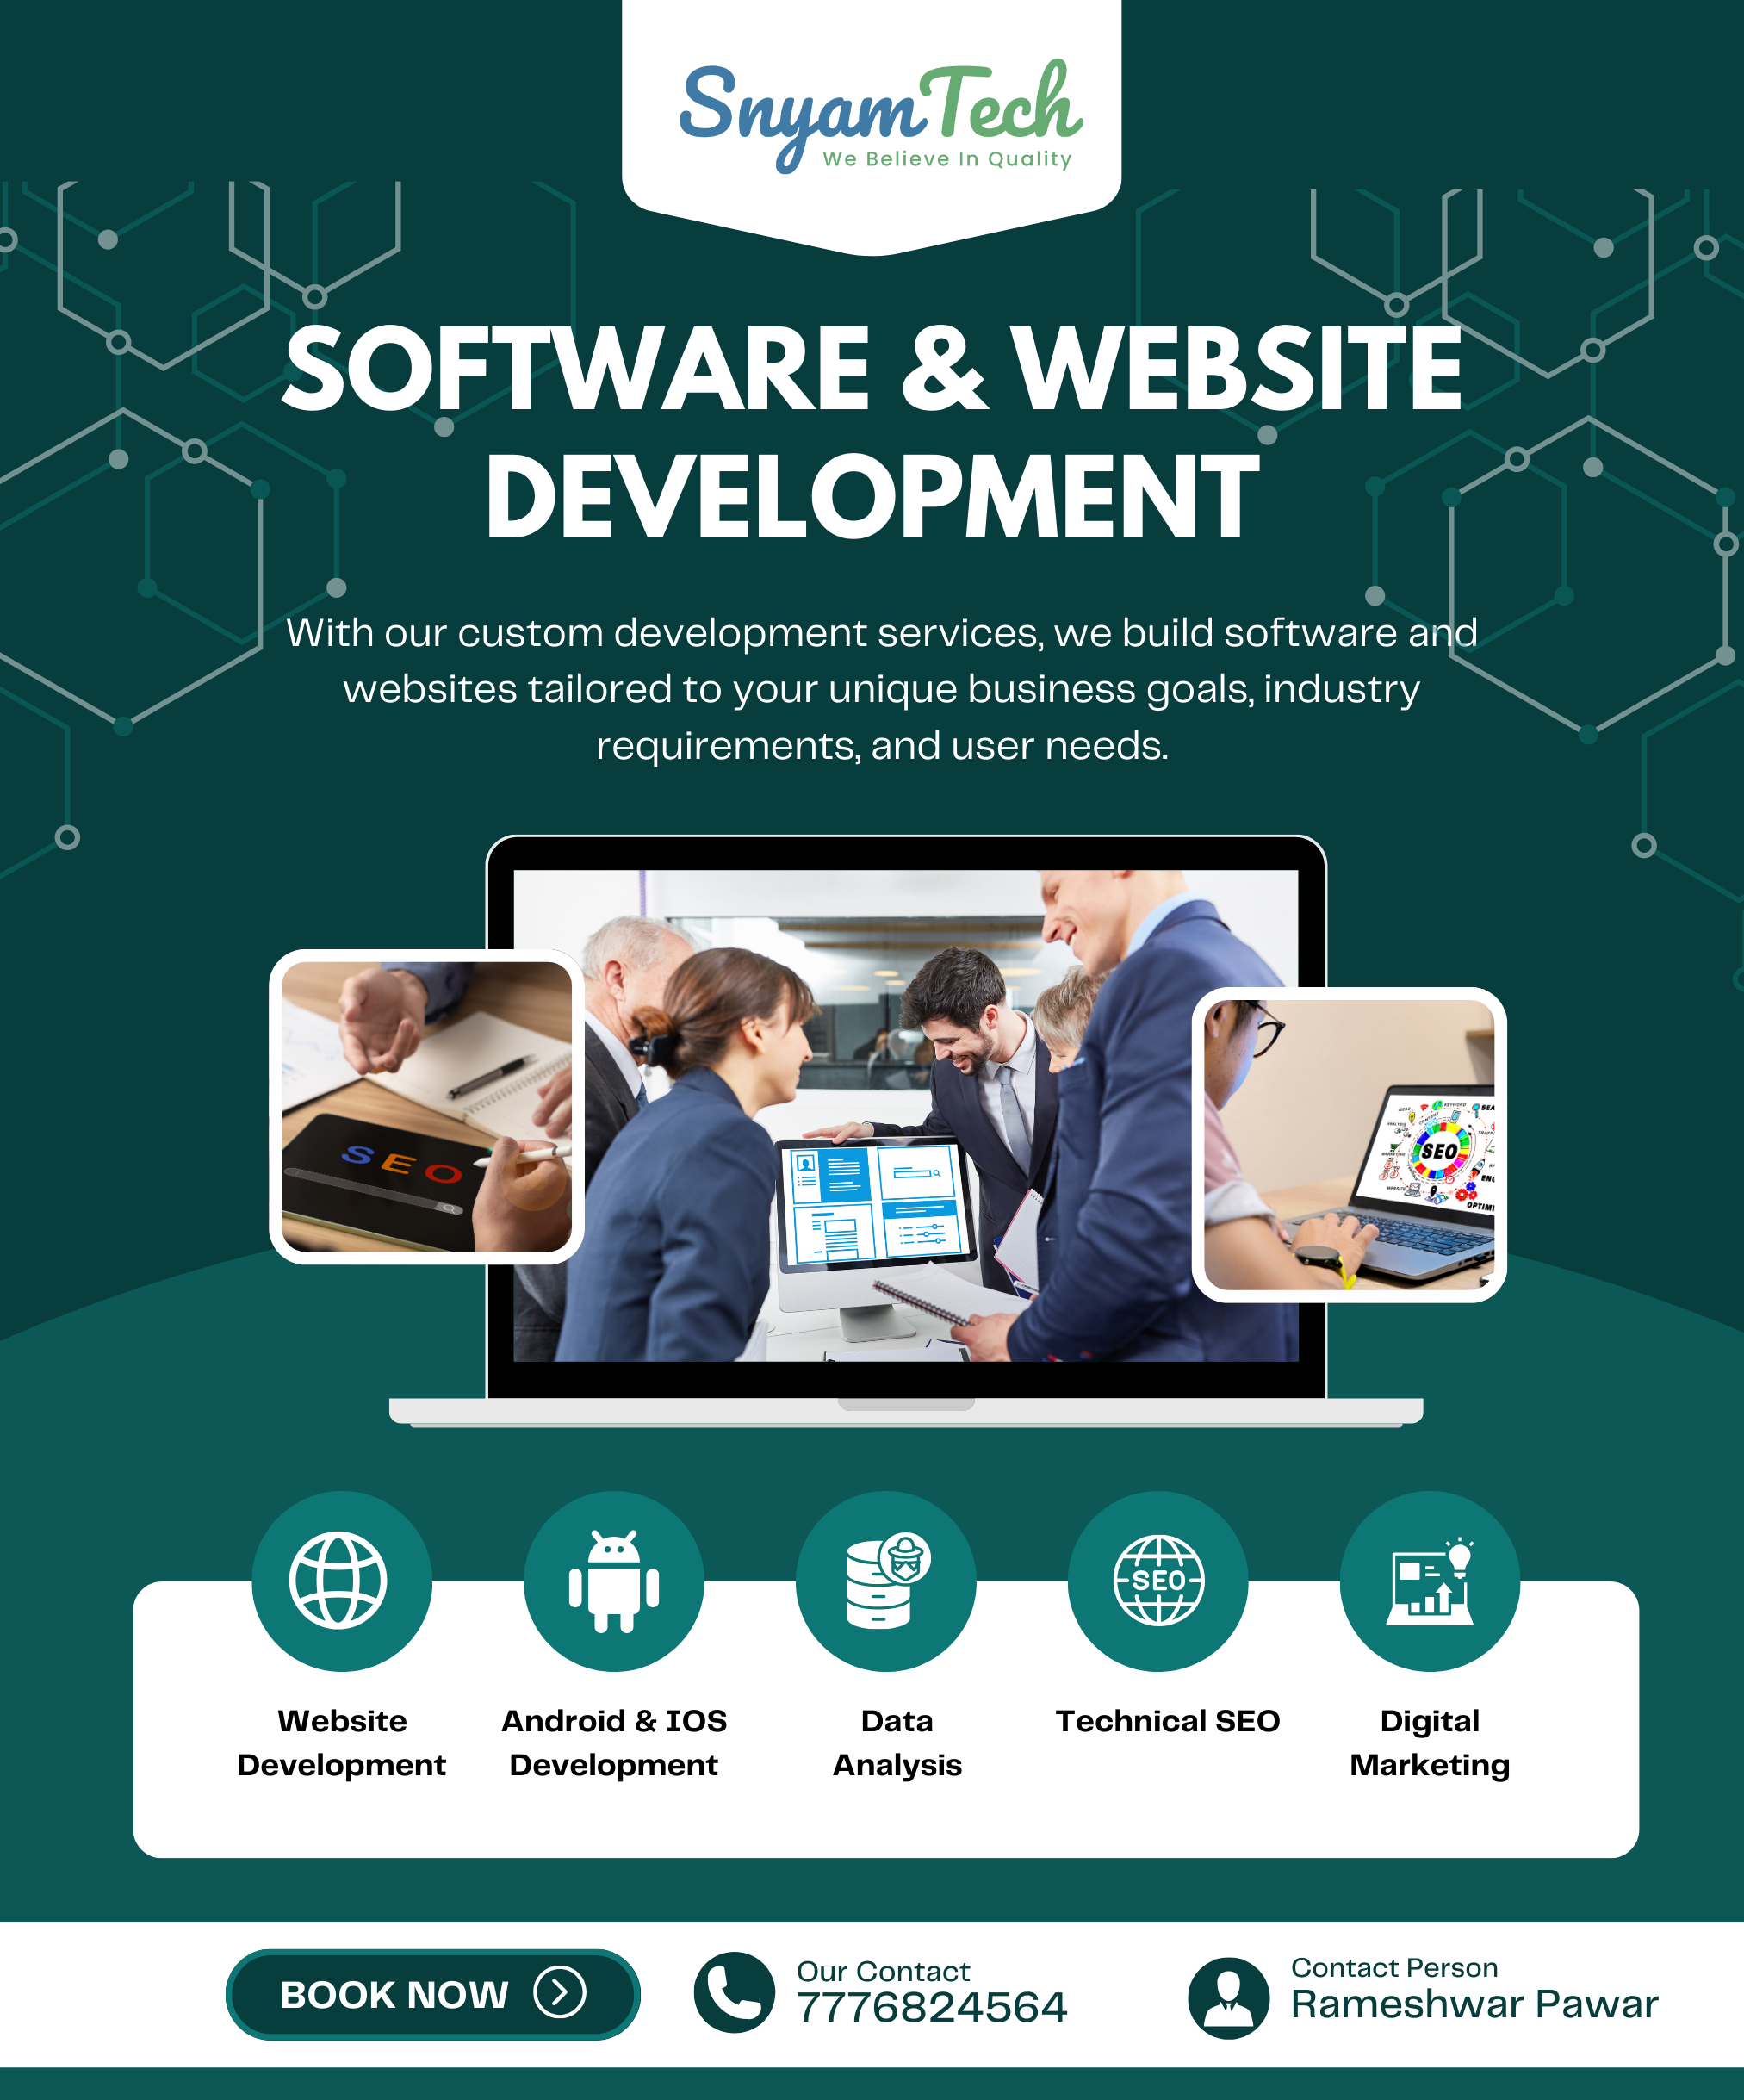 SnyamTech
We Believe In Quality
SOFTWARE & WEBSITE
DEVELOPMENT
With our custom development services, we build software and
websites tailored to your unique business goals, industry
requirements, and user needs.
SEO
SEO
SEO
Website
Development
Android & IOS
Development
Data
Analysis
Technical SEO
Digital
Marketing
BOOK NOW
Our Contact
7776824564
Contact Person
Rameshwar Pawar